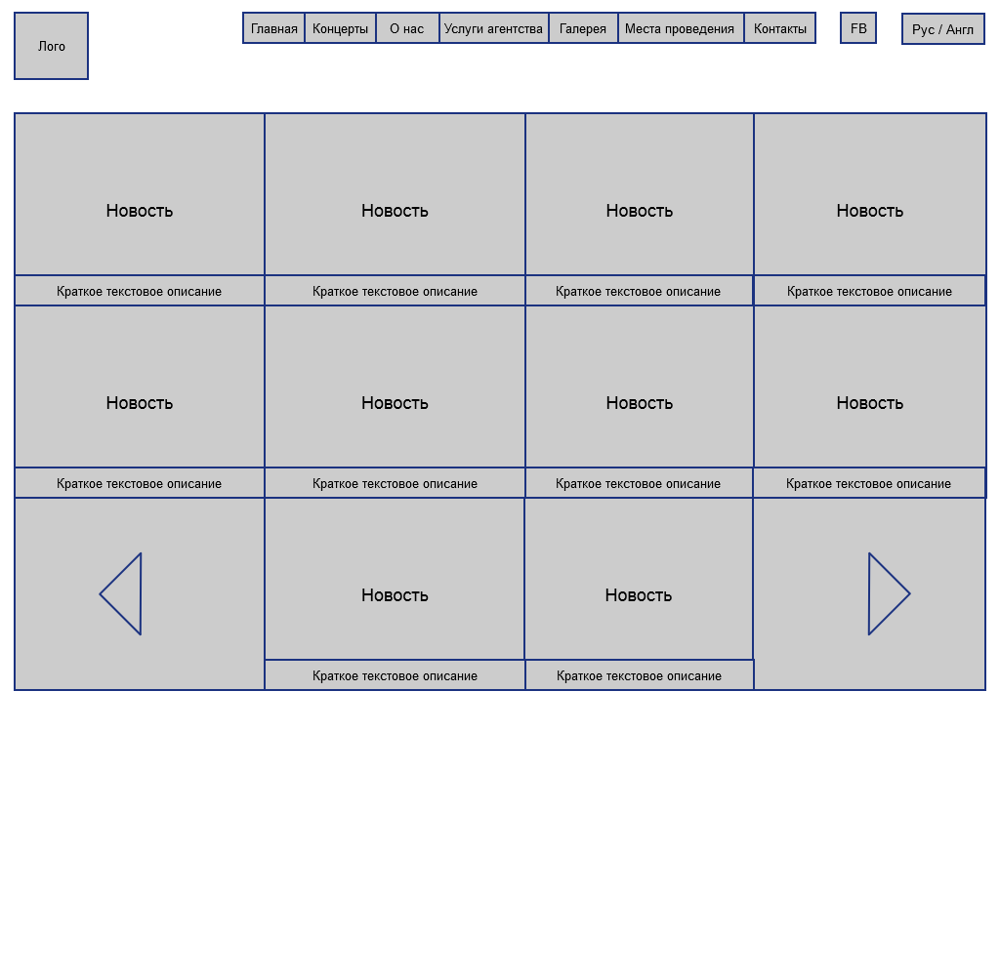 Лого
Главная
Концерты
О нас
Услуги агентства
Галерея
Места проведения
Контакты
FB
Рус / Англ
Новость
Новость
Новость
Новость
Краткое текстовое описание
Краткое текстовое описание
Краткое текстовое описание
Краткое текстовое описание
Новость
Новость
Новость
Новость
Краткое текстовое описание
Краткое текстовое описание
Краткое текстовое описание
Краткое текстовое описание
Новость
Новость
Краткое текстовое описание
Краткое текстовое описание